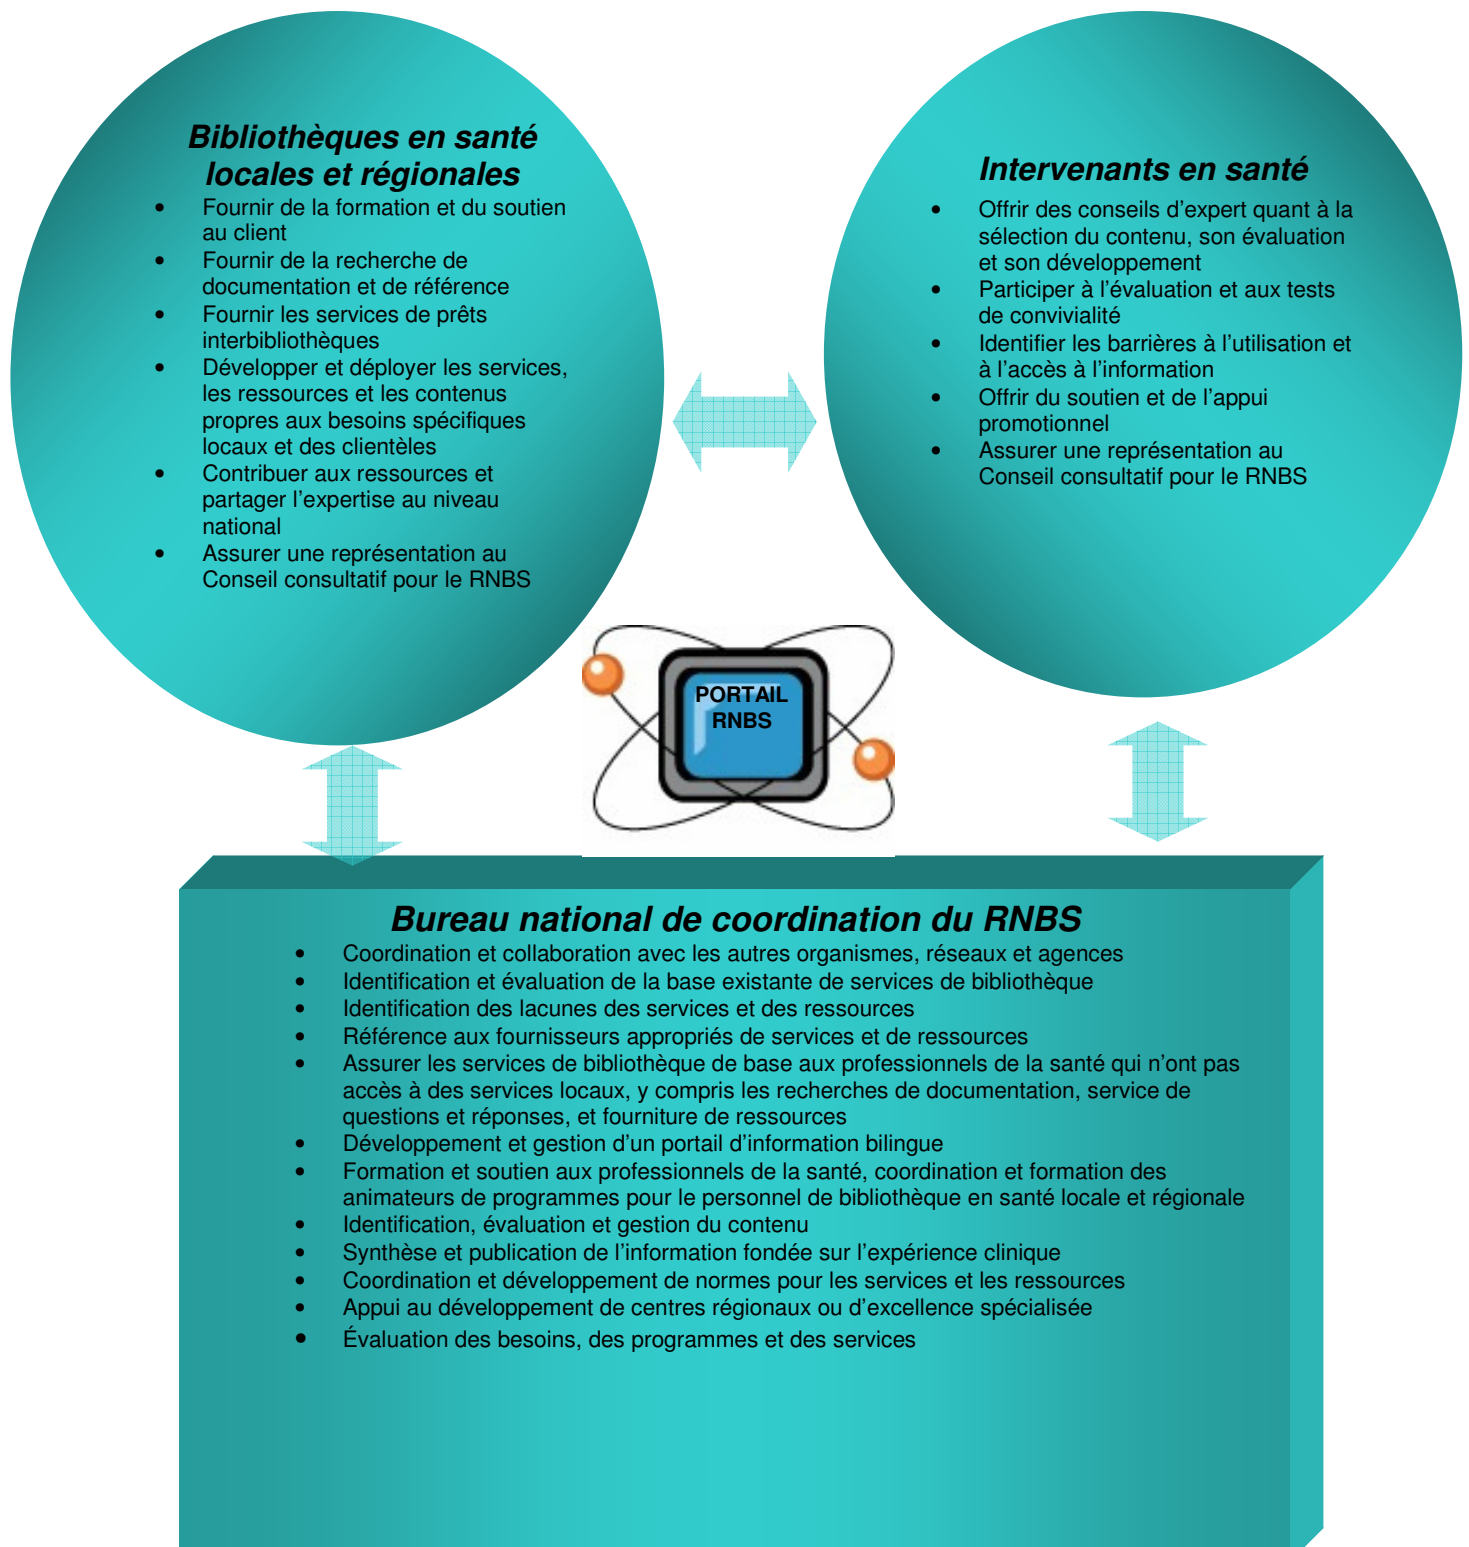 Bibliothèques en santé
locales et régionales
• Fournir de la formation et du soutien
au client
• Fournir de la recherche de
documentation et de référence
• Fournir les services de prêts
interbibliothèques
• Développer et déployer les services,
les ressources et les contenus
propres aux besoins spécifiques
locaux et des clientèles
• Contribuer aux ressources et
partager l'expertise au niveau
national
• Assurer une représentation au
Conseil consultatif pour le RNBS
Intervenants en santé
• Offrir des conseils d'expert quant à la
sélection du contenu, son évaluation
et son développement
• Participer à l'évaluation et aux tests
de convivialité
• Identifier les barrières à l'utilisation et
à l'accès à l'information
• Offrir du soutien et de l'appui
promotionnel
• Assurer une représentation au
Conseil consultatif pour le RNBS
PORTAIL
RNBS
Bureau national de coordination du RNBS
• Coordination et collaboration avec les autres organismes, réseaux et agences
• Identification et évaluation de la base existante de services de bibliothèque
• Identification des lacunes des services et des ressources
• Référence aux fournisseurs appropriés de services et de ressources
• Assurer les services de bibliothèque de base aux professionnels de la santé qui n'ont pas
accès à des services locaux, y compris les recherches de documentation, service de
questions et réponses, et fourniture de ressources
• Développement et gestion d'un portail d'information bilingue
• Formation et soutien aux professionnels de la santé, coordination et formation des
animateurs de programmes pour le personnel de bibliothèque en santé locale et régionale
• Identification, évaluation et gestion du contenu
• Synthèse et publication de l'information fondée sur l'expérience clinique
• Coordination et développement de normes pour les services et les ressources
• Appui au développement de centres régionaux ou d'excellence spécialisée
• Évaluation des besoins, des programmes et des services